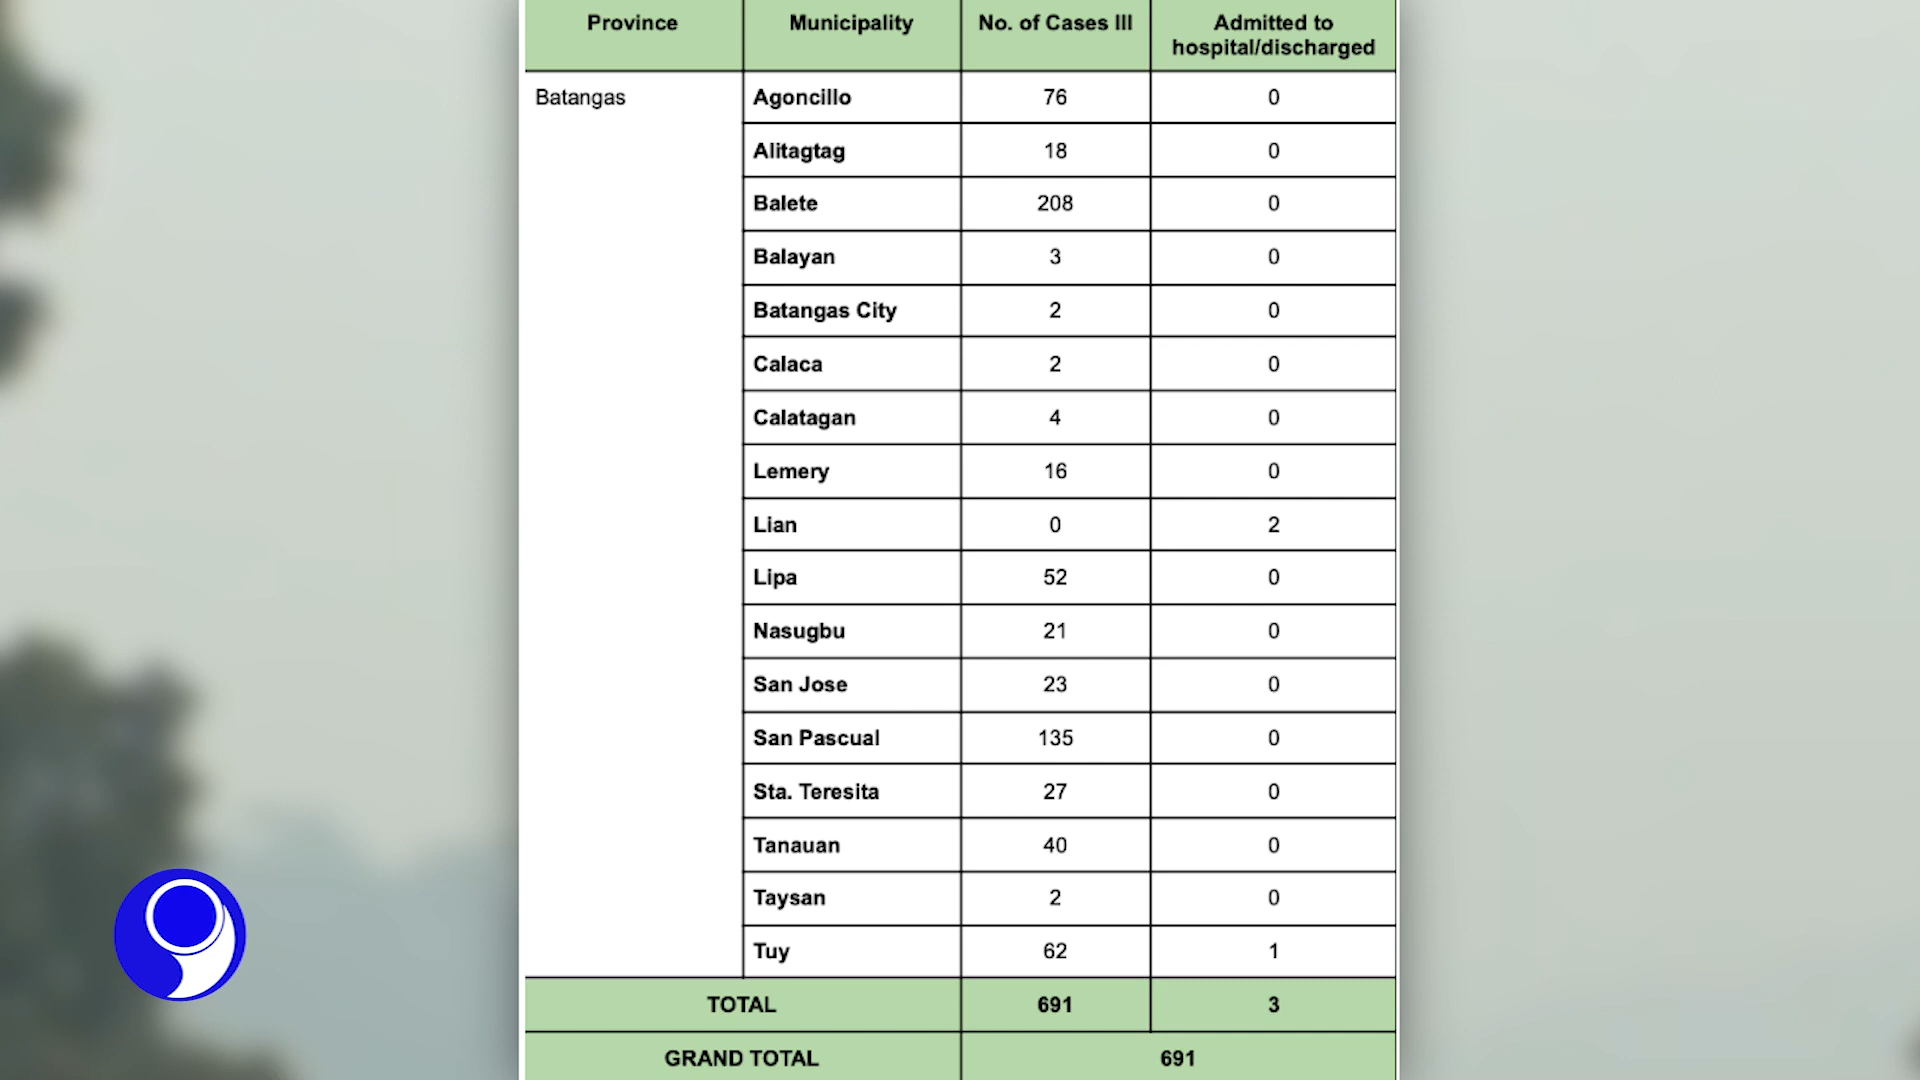 Province Municipality No. of Cases III Admitted to
hospital/discharged
Batangas Agoncillo 76 0
Alitagtag 18 0
Balete 208 0
Balayan 3 0
Batangas City 2 0
Calaca 2 0
Calatagan 4 0
Lemery 16 0
Lian 0 2
Lipa 52 0
Nasugbu 21 0
San Jose 23 0
San Pascual 135 0
Sta. Teresita 27 0
Tanauan 40 0
Taysan 2 0
Tuy 62 1
TOTAL 691 3
GRAND TOTAL 691